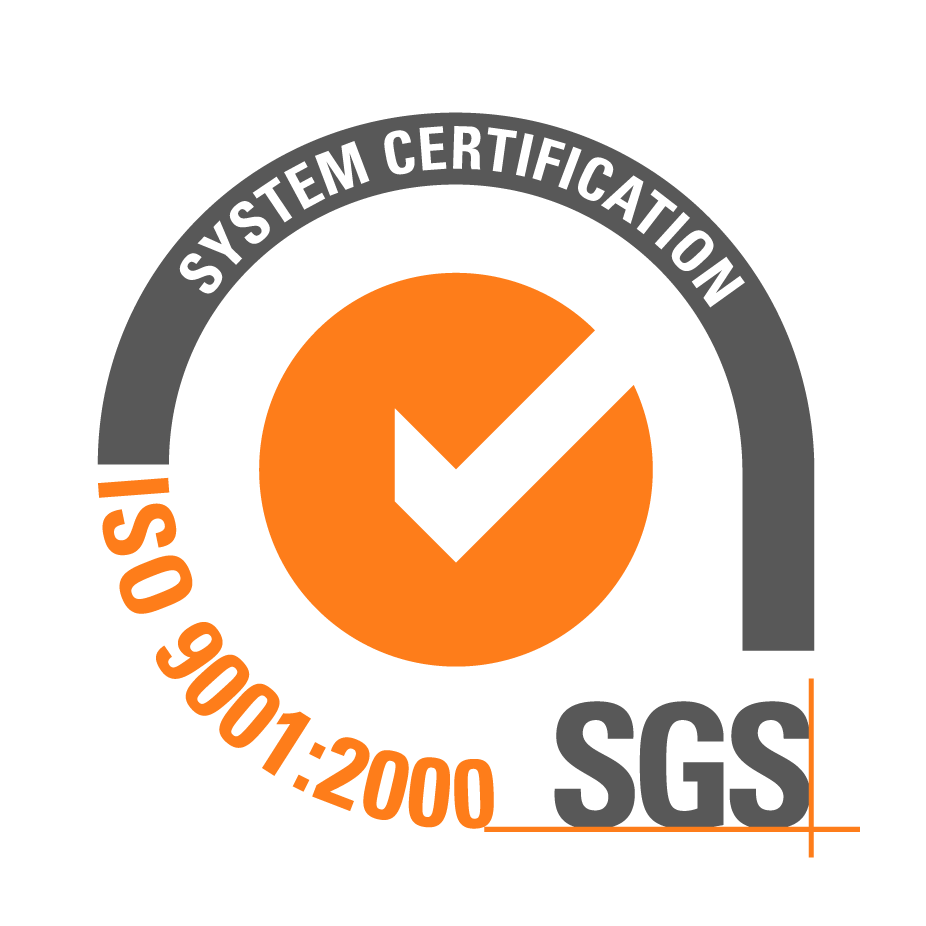 SYSTEM CERTIFICATION
ISO 9001:2000
SGS